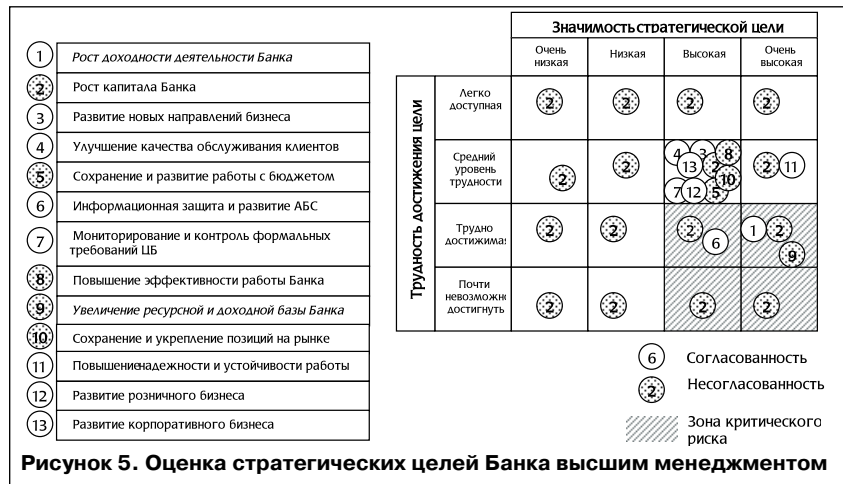 1 Рост доходности деятельности Банка
2 Рост капитала Банка
3 Развитие новых направлений бизнеса
4 Улучшение качества обслуживания клиентов
5 Сохранение и развитие работы с бюджетом
6 Информационная защита и развитие АБС
7 Мониторирование и контроль формальных
требований ЦБ
8 Повышение эффективности работы Банка
9 Увеличение ресурсной и доходной базы Банка
10 Сохранение и укрепление позиций на рынке
11 Повышениенадежности и устойчивости работы
12 Развитие розничного бизнеса
13 Развитие корпоративного бизнеса
Значимость стратегической цели
Очень
низкая
Низкая
Высокая
Очень
высокая
Трудность достижения цели
Легко
доступная
2 2 2 2
Средний
уровень
трудности
2 2 4 3 8 13 2 10 7 12 5 2 11
Трудно
достижимая
2 2 2 6 1 2 9
Почти
невозможно
достигнуть
2 2 2 2
6 Согласованность
2 Несогласованность
Зона критического
риска
Рисунок 5. Оценка стратегических целей Банка высшим менеджментом